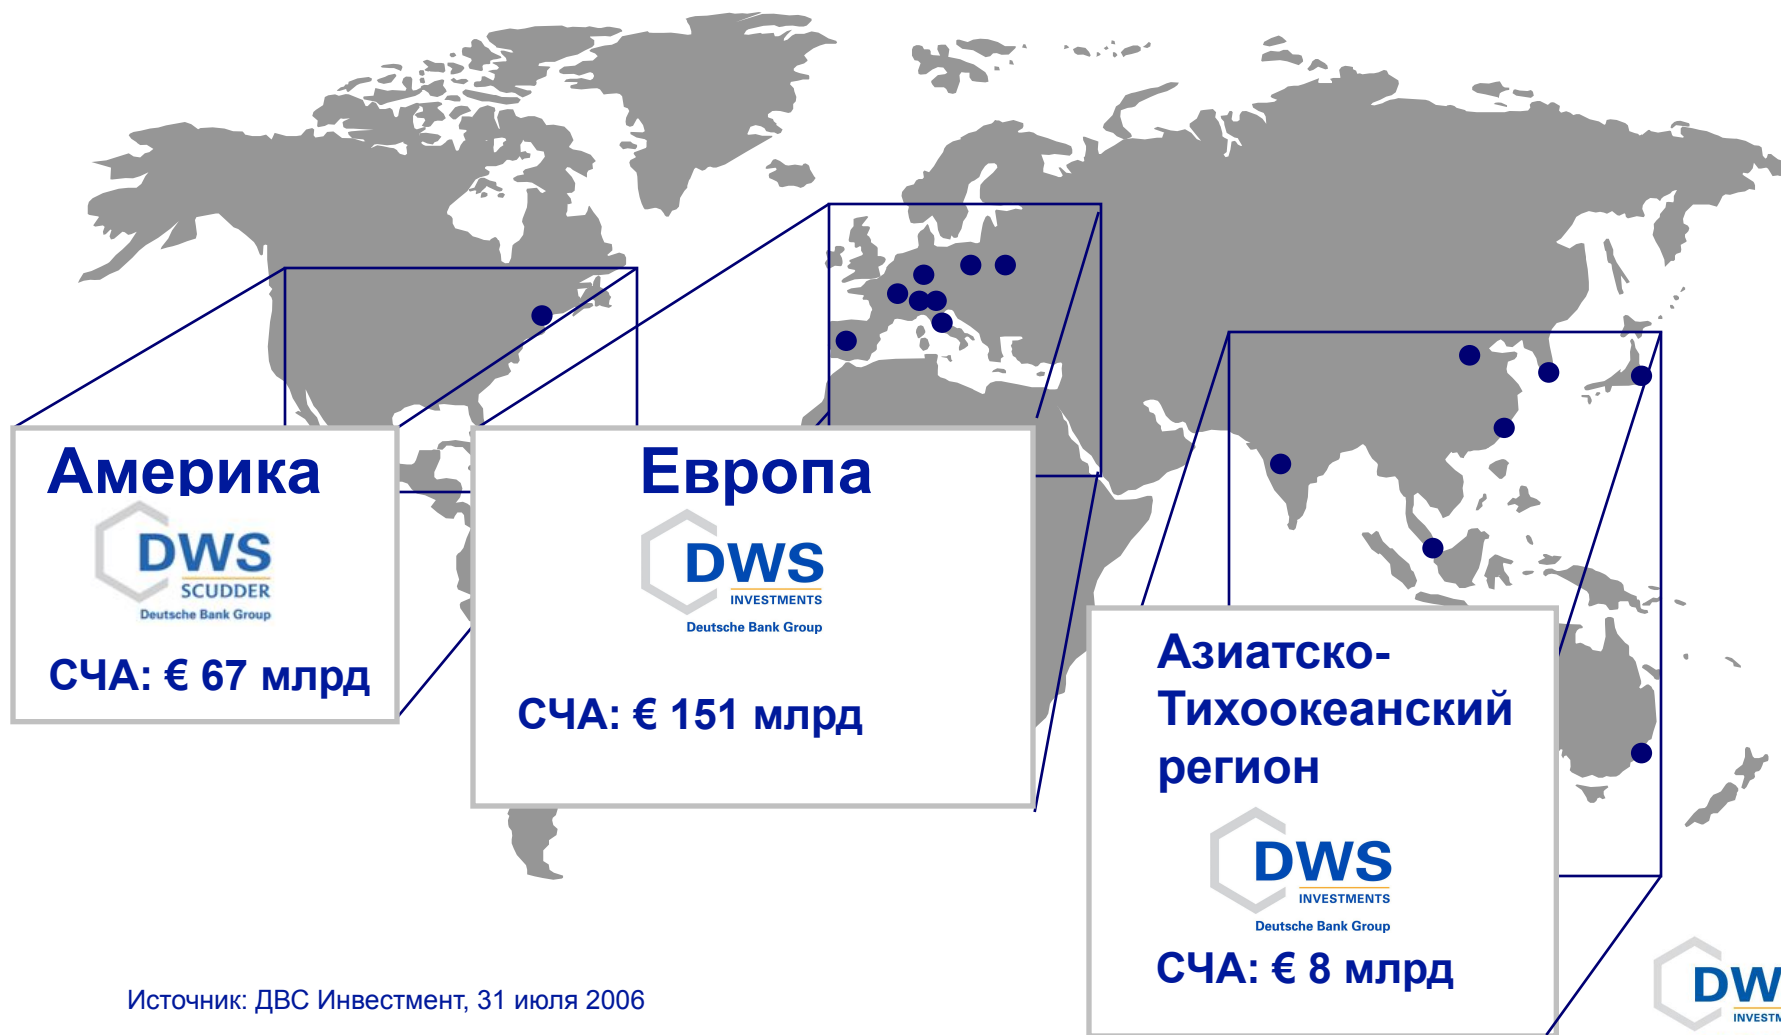 Америка
DWS
SCUDDER
Deutsche Bank Group
СЧА: € 67 млрд
Европа
DWS
INVESTMENTS
Deutsche Bank Group
СЧА: € 151 млрд
Азиатско-
Тихоокеанский
регион
DWS
INVESTMENTS
Deutsche Bank Group
СЧА: € 8 млрд
Источник: ДВС Инвестмент, 31 июля 2006